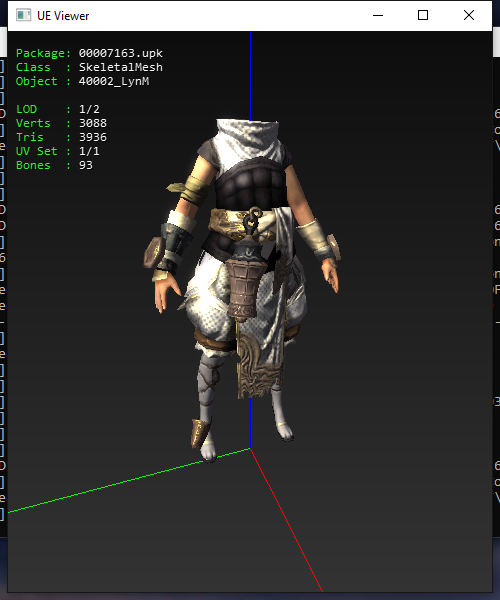 UE Viewer
Package: 00007163.upk
Class : SkeletalMesh
Object : 40002_LynM
LOD : 1/2
Verts : 3088
Tris : 3936
UV Set : 1/1
Bones : 93